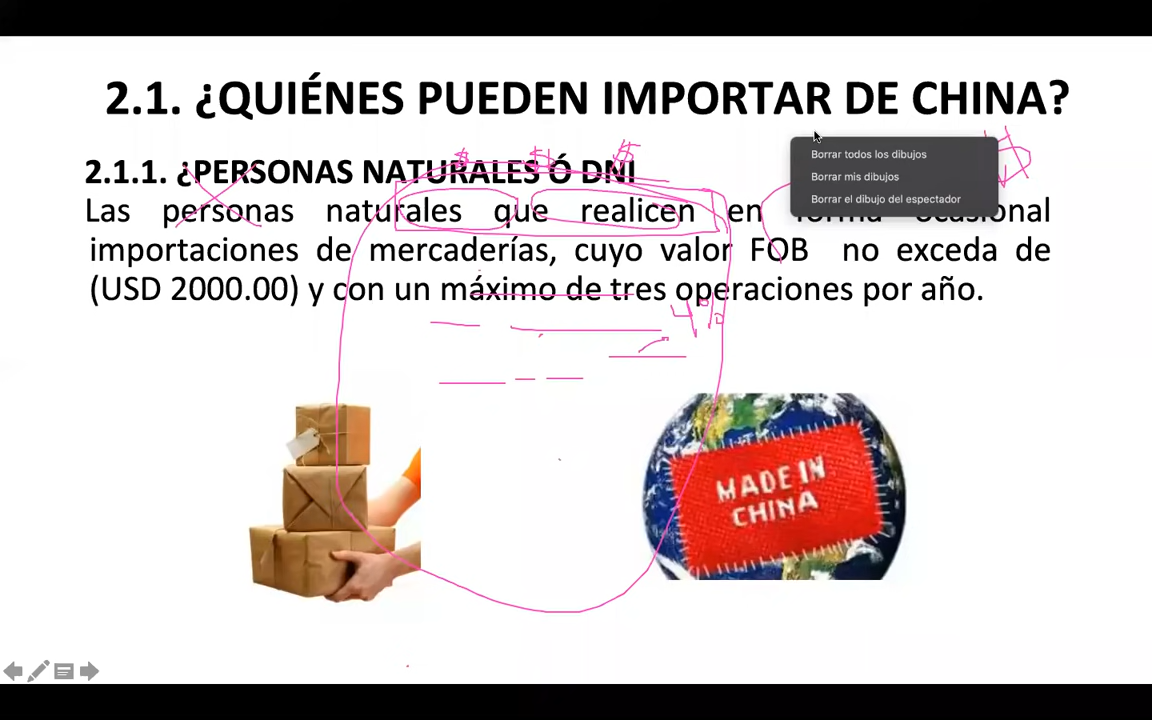 2.1. ¿QUIÉNES PUEDEN IMPORTAR DE CHINA?
Borrar todos los dibujos
Borrar mis dibujos
Borrar el dibujo del espectador
2.1.1. ¿PERSONAS NATURALES Ó DNI
$ $ $
Las personas naturales que realicen en forma ocasional
importaciones de mercaderías, cuyo valor FOB no exceda de
(USD 2000.00) y con un máximo de tres operaciones por año.
4%
MADE IN
CHINA